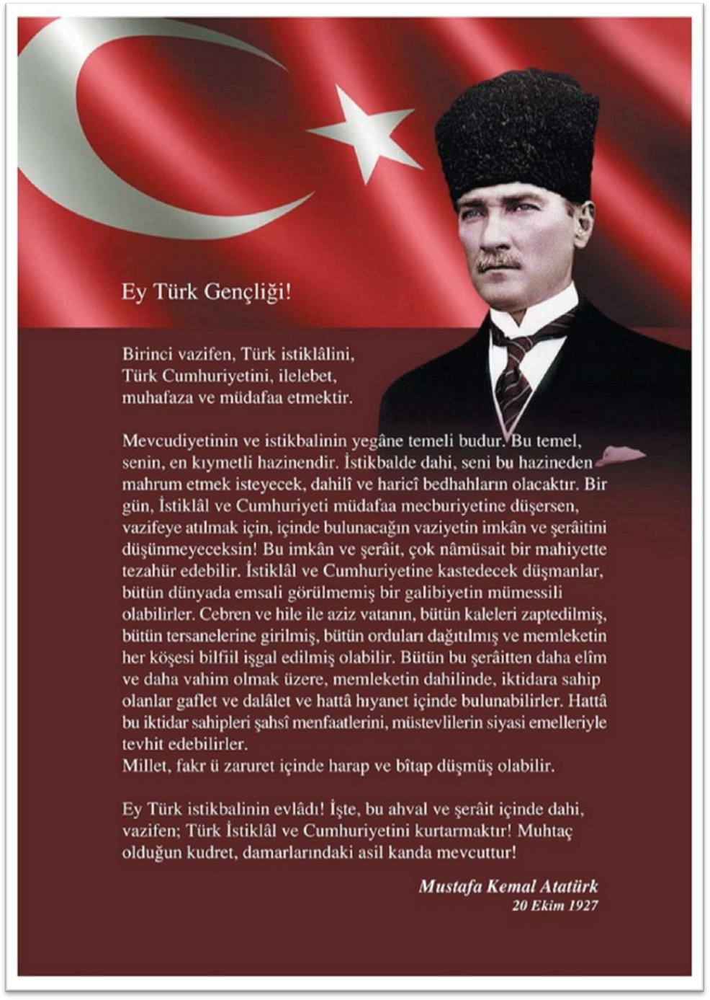 Ey Türk Gençliği!
Birinci vazifen, Türk istiklâlini,
Türk Cumhuriyetini, ilelebet,
muhafaza ve müdafaa etmektir.
Mevcudiyetinin ve istikbalinin yegâne temeli budur. Bu temel,
senin, en kıymetli hazinendir. İstikbalde dahi, seni bu hazineden
mahrum etmek isteyecek, dahilî ve haricî bedhahların olacaktır. Bir
gün, İstiklâl ve Cumhuriyeti müdafaa mecburiyetine düşersen,
vazifeye atılmak için, içinde bulunacağın vaziyetin imkân ve şerâitini
düşünmeyeceksin! Bu imkân ve şerâit, çok nâmüsait bir mahiyette
tezahür edebilir. İstiklâl ve Cumhuriyetine kastedecek düşmanlar,
bütün dünyada emsali görülmemiş bir galibiyetin mümessili
olabilirler. Cebren ve hile ile aziz vatanın, bütün kaleleri zaptedilmiş,
bütün tersanelerine girilmiş, bütün orduları dağıtılmış ve memleketin
her köşesi bilfiil işgal edilmiş olabilir. Bütün bu şerâitten daha elîm
ve daha vahim olmak üzere, memleketin dahilinde, iktidara sahip
olanlar gaflet ve dalâlet ve hattâ hıyanet içinde bulunabilirler. Hattâ
bu iktidar sahipleri şahsî menfaatlerini, müstevlilerin siyasi emelleriyle
tevhit edebilirler.
Millet, fakr ü zaruret içinde harap ve bîtap düşmüş olabilir.
Ey Türk istikbalinin evlâdı! İşte, bu ahval ve şerâit içinde dahi,
vazifen; Türk İstiklâl ve Cumhuriyetini kurtarmaktır! Muhtaç
olduğun kudret, damarlarındaki asil kanda mevcuttur!
Mustafa Kemal Atatürk
20 Ekim 1927